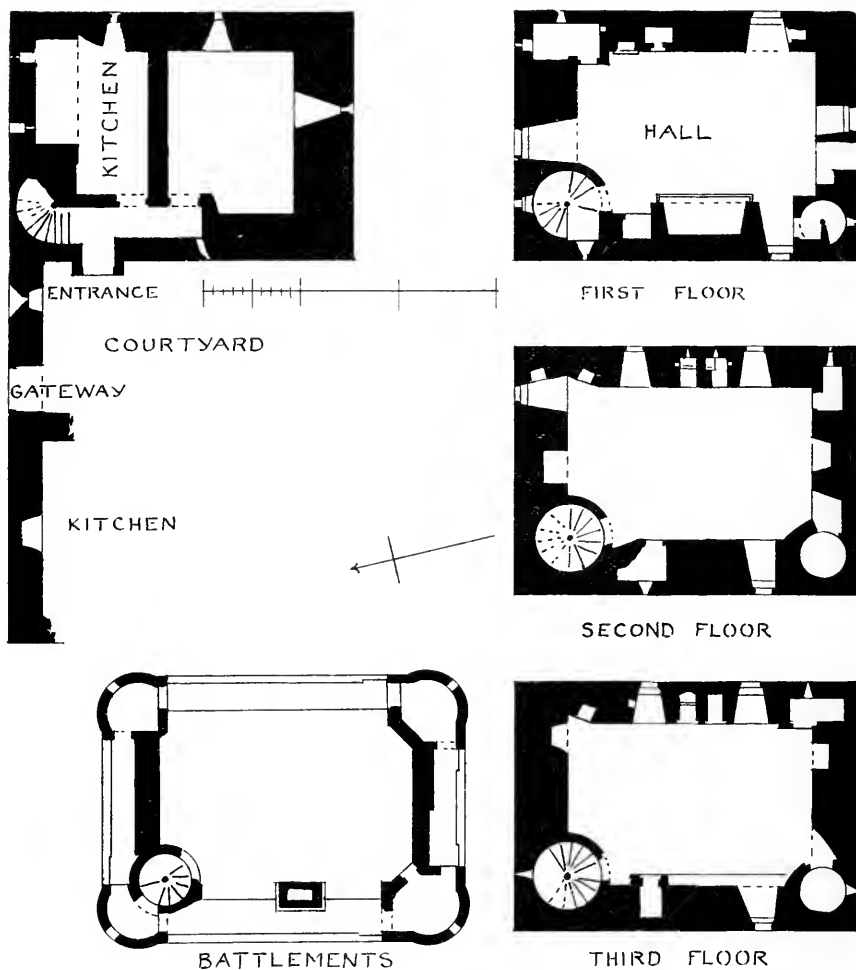 KITCHEN
HALL
ENTRANCE
FIRST FLOOR
COURTYARD
GATEWAY
KITCHEN
SECOND FLOOR
BATTLEMENTS
THIRD FLOOR